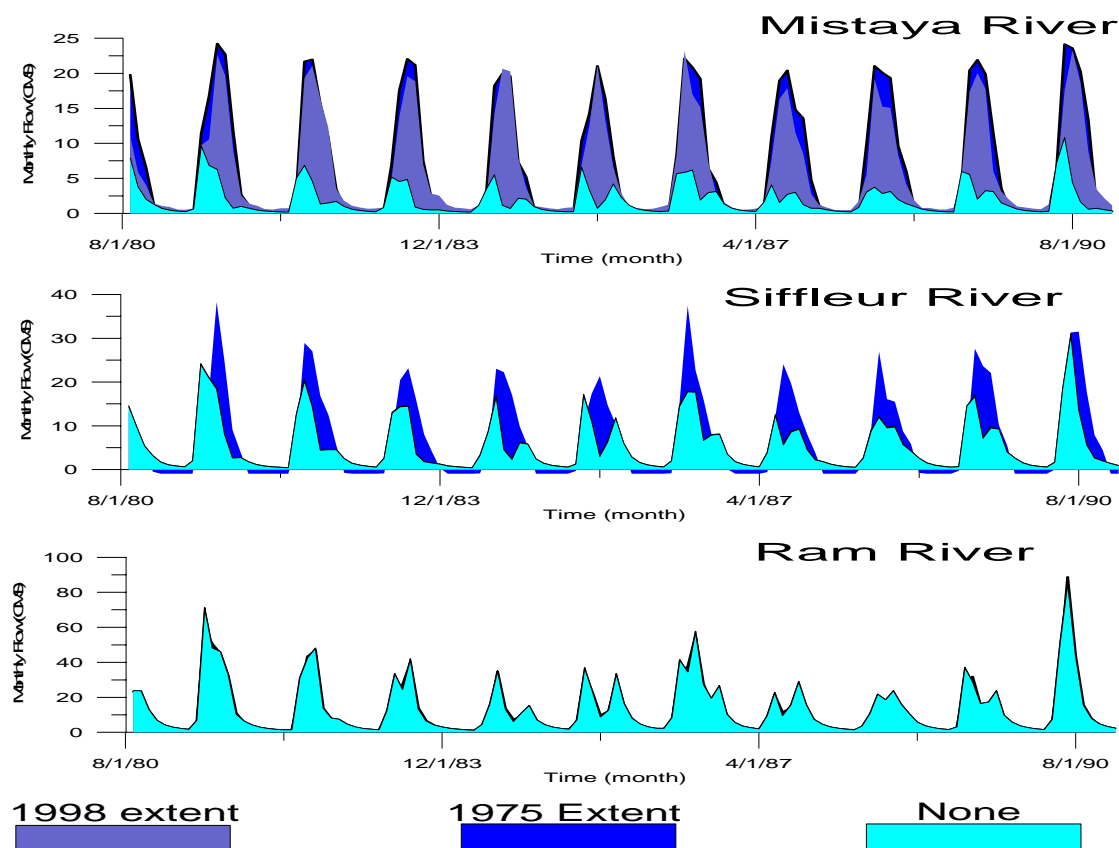 Mistaya River
25
20
15
10
5
0
Monthly Flow (CMS)
8/1/80 12/1/83 4/1/87 8/1/90
Time (month)
Siffleur River
40
30
20
10
0
Monthly Flow (CMS)
8/1/80 12/1/83 4/1/87 8/1/90
Time (month)
Ram River
100
80
60
40
20
0
Monthly Flow (CMS)
8/1/80 12/1/83 4/1/87 8/1/90
Time (month)
1998 extent 1975 Extent None